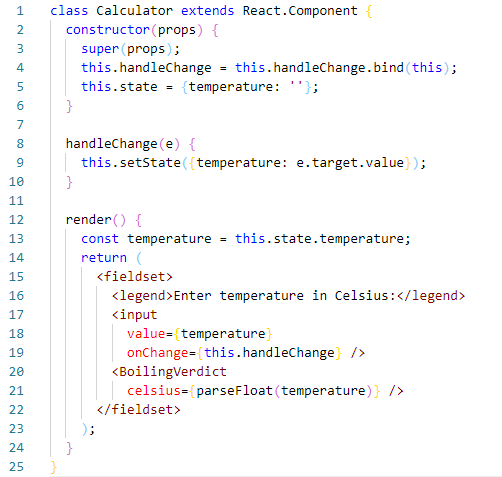 1 class Calculator extends React.Component {
2   constructor(props) {
3     super(props);
4     this.handleChange = this.handleChange.bind(this);
5     this.state = {temperature: ''};
6   }
7
8   handleChange(e) {
9     this.setState({temperature: e.target.value});
10   }
11
12   render() {
13     const temperature = this.state.temperature;
14     return (
15       <fieldset>
16         <legend>Enter temperature in Celsius:</legend>
17         <input
18           value={temperature}
19           onChange={this.handleChange} />
20         <BoilingVerdict
21           celsius={parseFloat(temperature)} />
22       </fieldset>
23     );
24   }
25 }